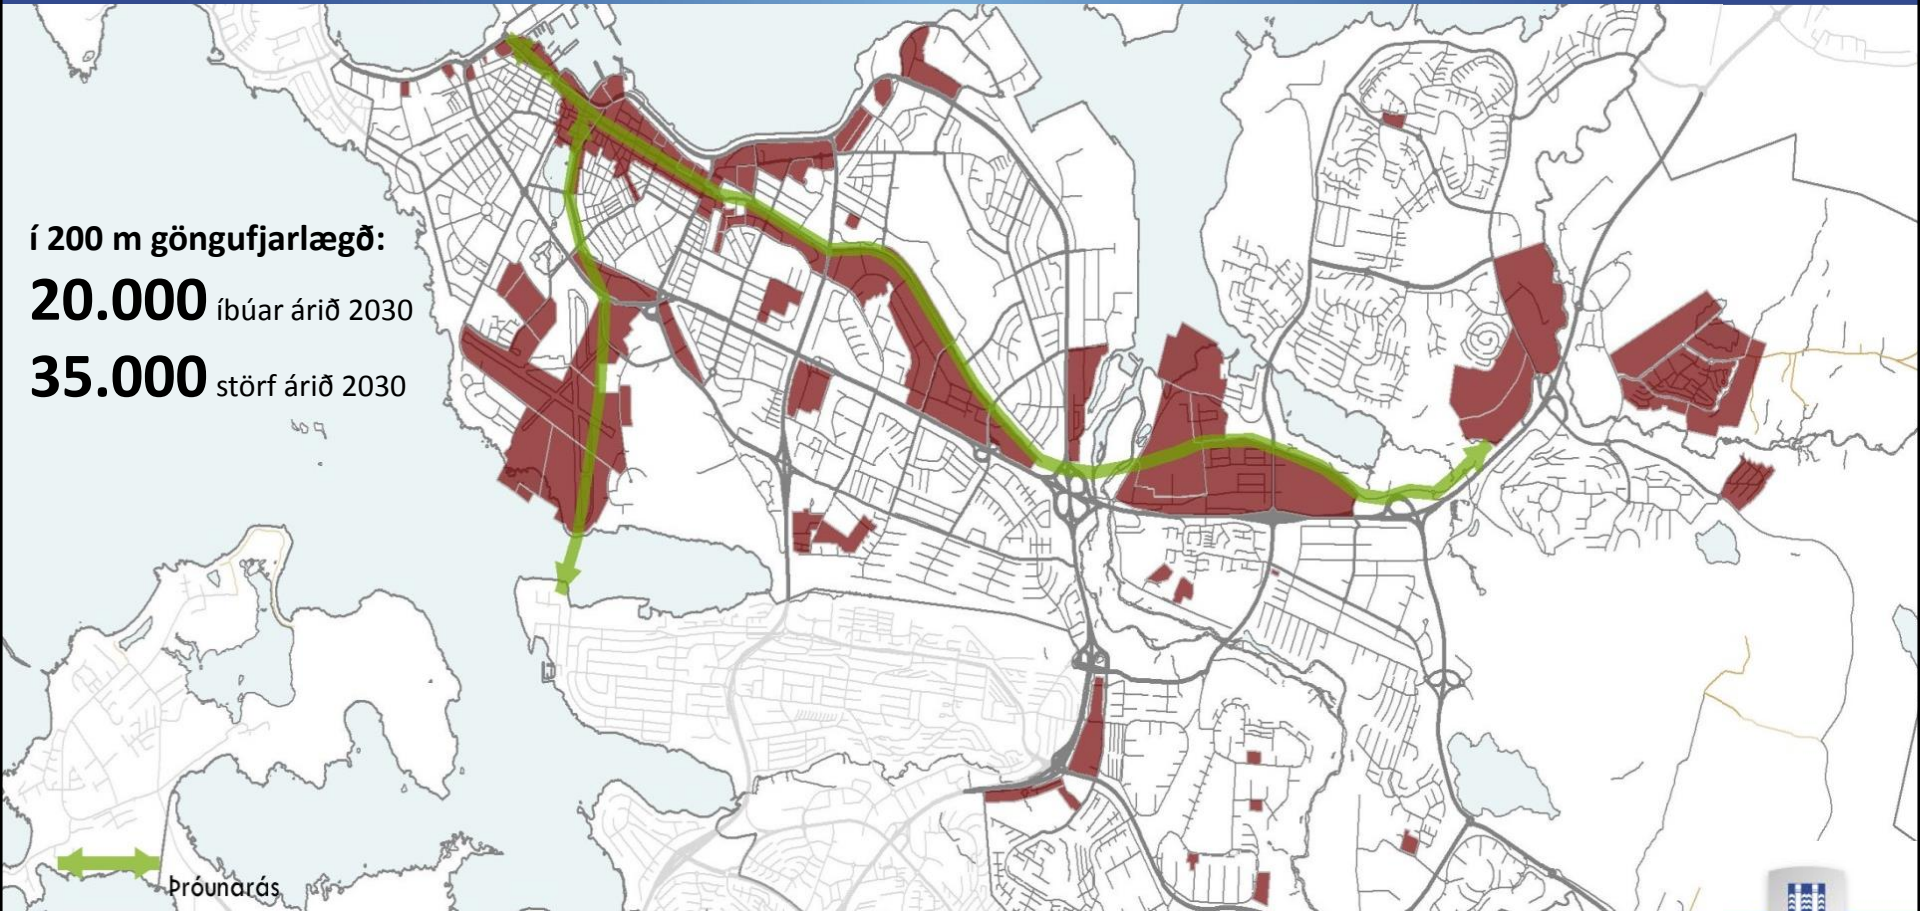 í 200 m göngufjarlægð:
20.000 íbúar árið 2030
35.000 störf árið 2030
Þróunarás